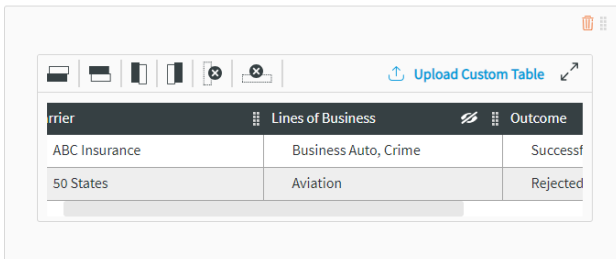 Upload Custom Table
rrier Lines of Business Outcome
ABC Insurance Business Auto, Crime Successf
50 States Aviation Rejected